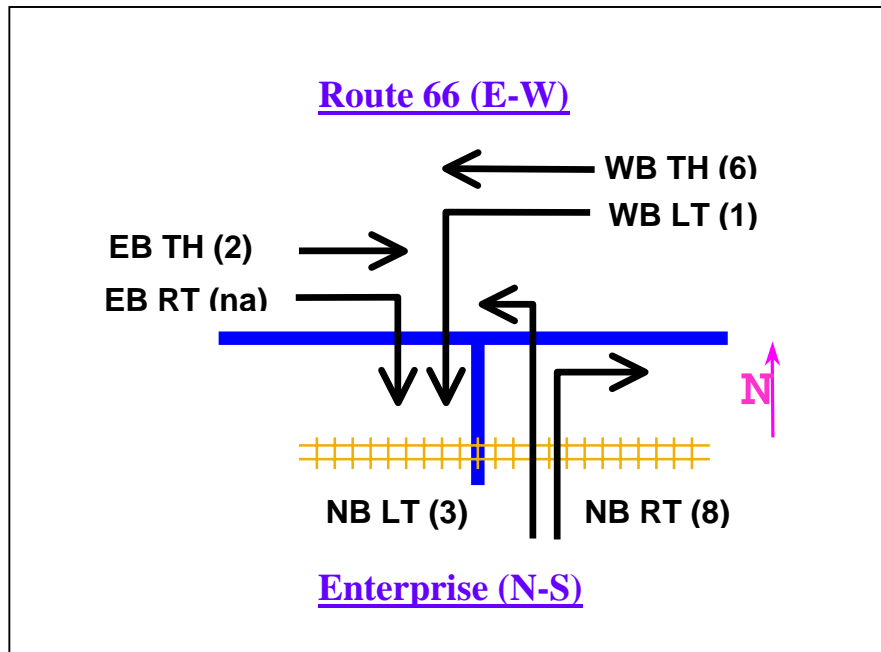 Route 66 (E-W)
WB TH (6)
WB LT (1)
EB TH (2)
EB RT (na)
N
NB LT (3)
NB RT (8)
Enterprise (N-S)